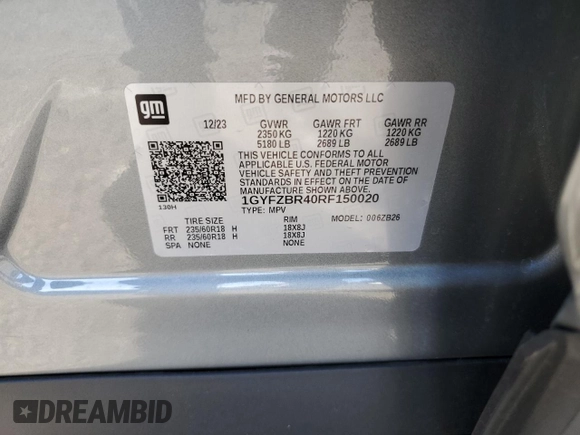 gm
MFD BY GENERAL MOTORS LLC
12/23 GVWR GAWR FRT GAWR RR
2350 KG 1220 KG 1220 KG
5180 LB 2689 LB 2689 LB
THIS VEHICLE CONFORMS TO ALL
APPLICABLE U.S. FEDERAL MOTOR
VEHICLE SAFETY AND THEFT PREVENTION
STANDARDS IN EFFECT ON THE DATE
OF MANUFACTURE SHOWN ABOVE.
1GYFZBR40RF150020
TYPE: MPV MODEL: 006ZB26
130H
TIRE SIZE RIM
FRT 235/60R18 H 18X8J
RR 235/60R18 H 18X8J
SPA NONE NONE
DREAMBID